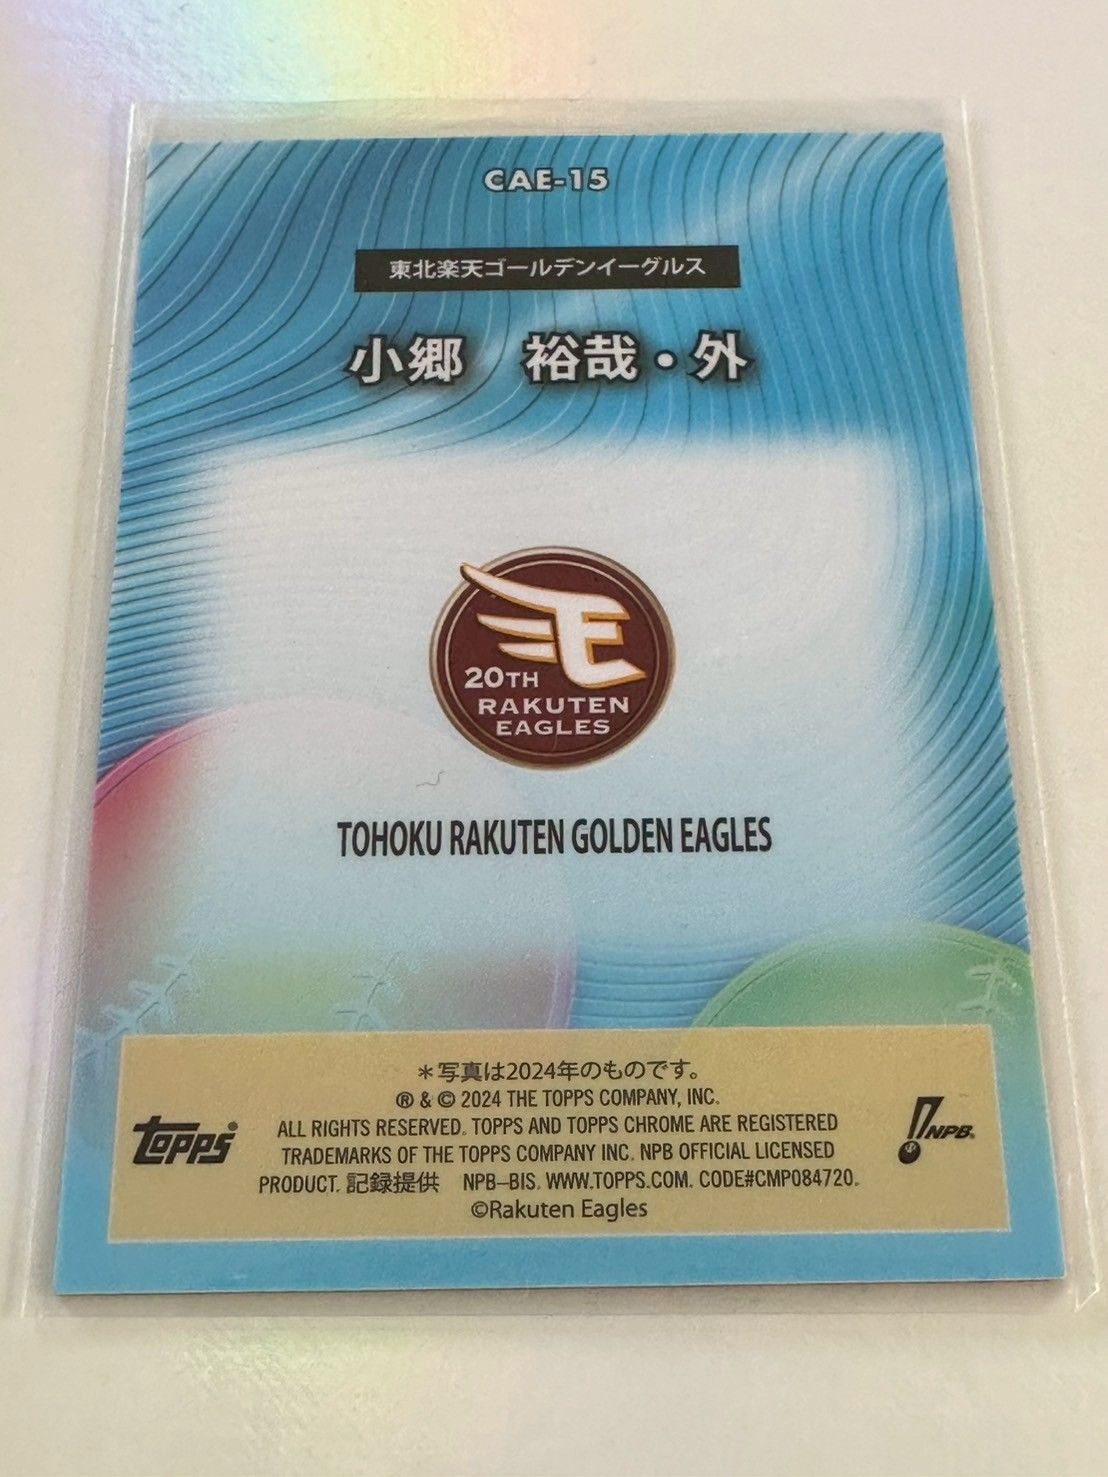 CAE-15
東北楽天ゴールデンイーグルス
小郷　裕哉・外
E
20TH
RAKUTEN
EAGLES
TOHOKU RAKUTEN GOLDEN EAGLES
＊写真は2024年のものです。
® & © 2024 THE TOPPS COMPANY, INC.
ALL RIGHTS RESERVED. TOPPS AND TOPPS CHROME ARE REGISTERED
TRADEMARKS OF THE TOPPS COMPANY INC. NPB OFFICIAL LICENSED
PRODUCT. 記録提供　NPB–BIS. WWW.TOPPS.COM. CODE#CMP084720.
©Rakuten Eagles
TOPPS®
NPB®